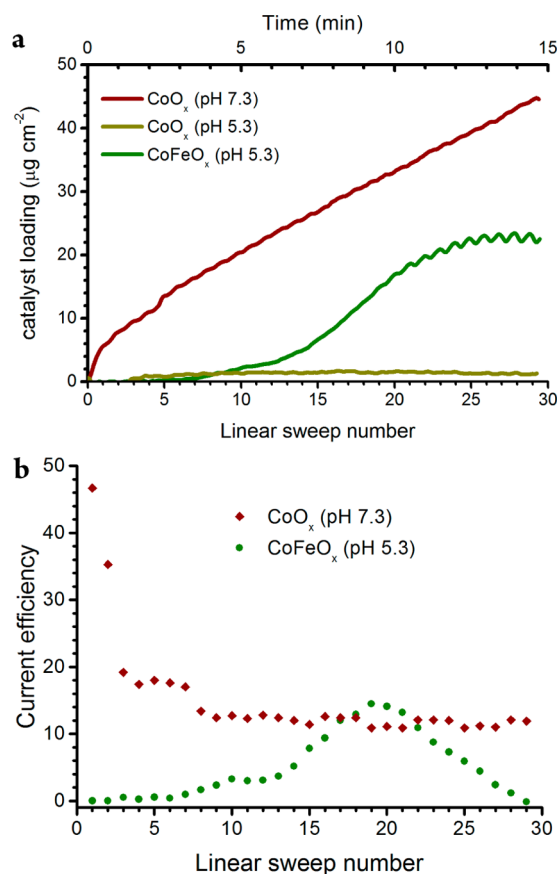 a
Time (min)
0 5 10 15
50
40
30
20
10
0
catalyst loading (μg cm⁻²)
CoOₓ (pH 7.3)
CoOₓ (pH 5.3)
CoFeOₓ (pH 5.3)
0 5 10 15 20 25 30
Linear sweep number
b
50
40
30
20
10
0
Current efficiency
CoOₓ (pH 7.3)
CoFeOₓ (pH 5.3)
0 5 10 15 20 25 30
Linear sweep number